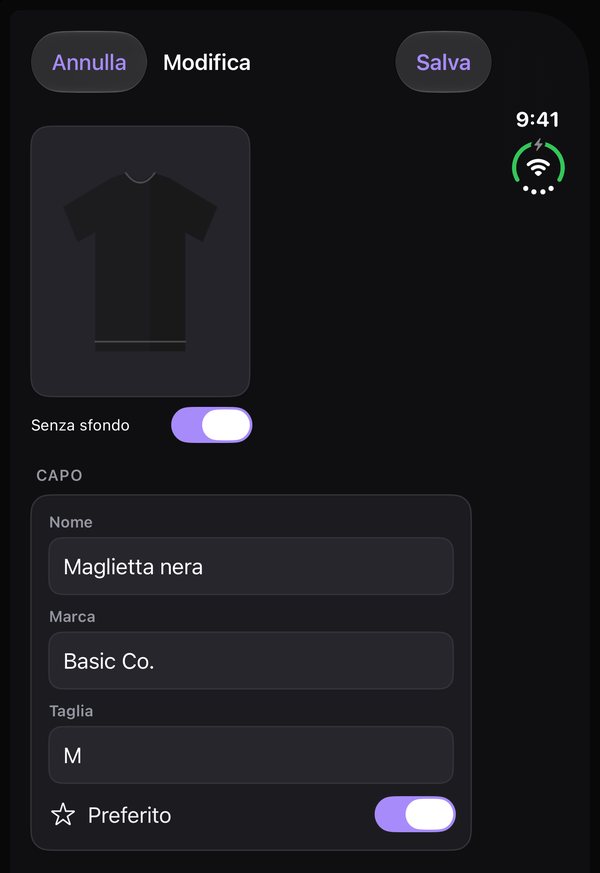 Annulla Modifica Salva
9:41
Senza sfondo
CAPO
Nome
Maglietta nera
Marca
Basic Co.
Taglia
M
Preferito